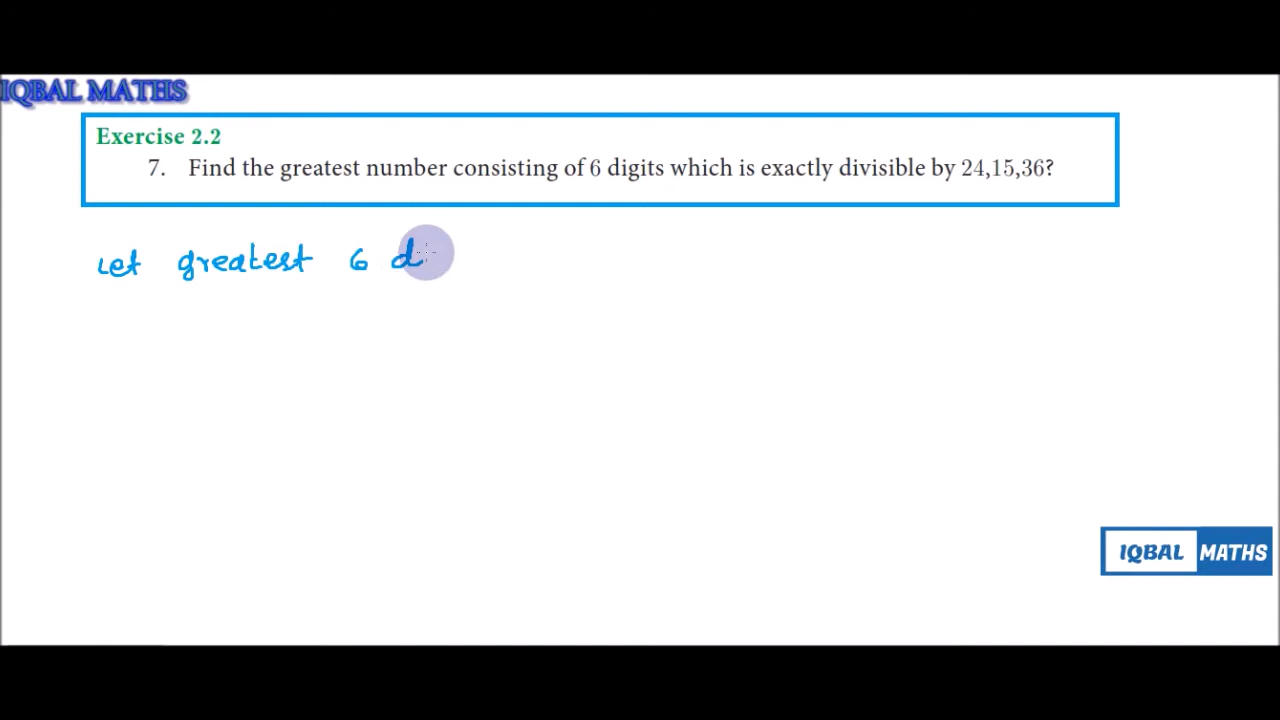 IQBAL MATHS
Exercise 2.2
7. Find the greatest number consisting of 6 digits which is exactly divisible by 24,15,36?
Let greatest 6 d
IQBAL MATHS